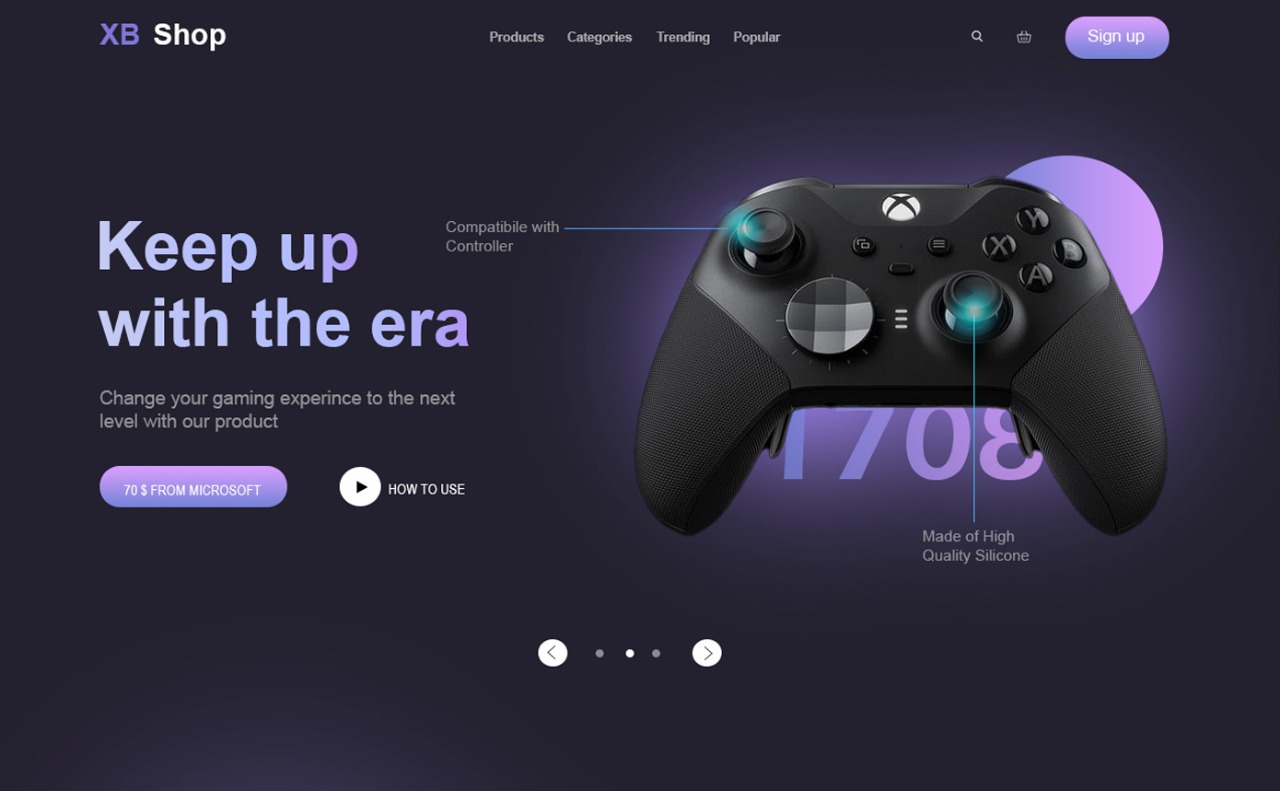 XB Shop
Products Categories Trending Popular
Sign up
Keep up
with the era
Compatibile with
Controller
Change your gaming experince to the next
level with our product
70 $ FROM MICROSOFT
HOW TO USE
Y
X
B
A
1708
Made of High
Quality Silicone